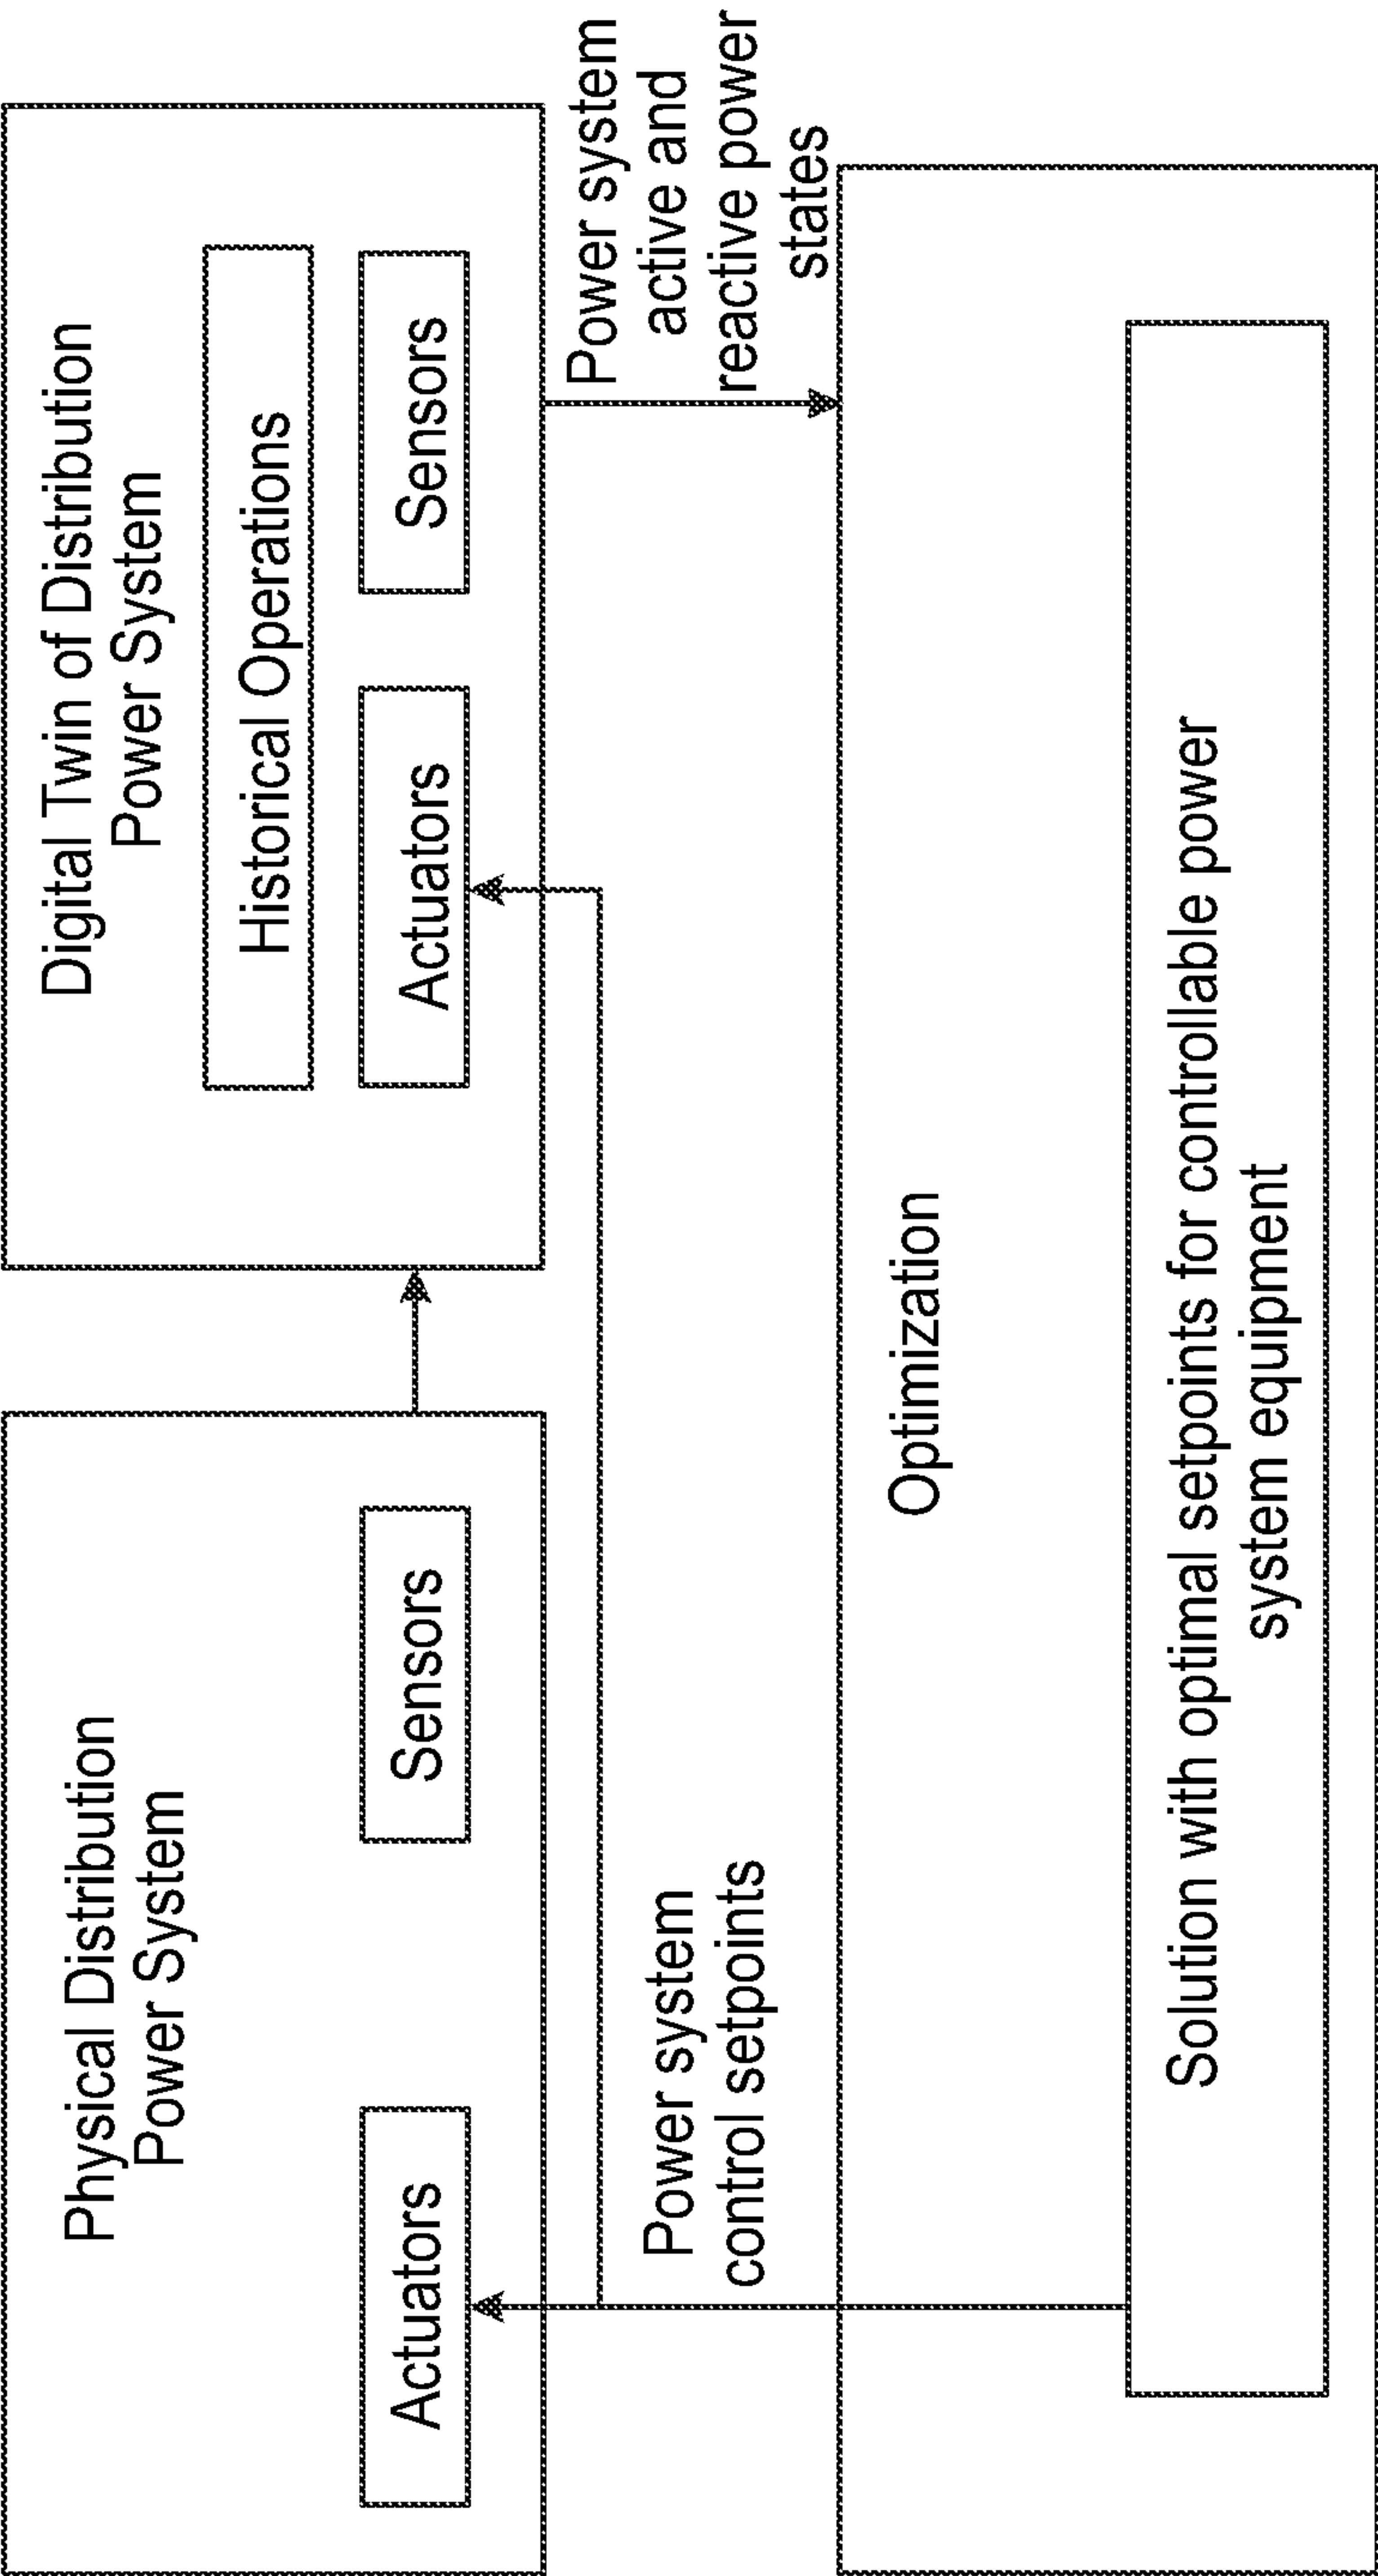 Physical Distribution
Power System
Actuators
Sensors
Digital Twin of Distribution
Power System
Historical Operations
Actuators
Sensors
Power system
control setpoints
Power system
active and
reactive power
states
Optimization
Solution with optimal setpoints for controllable power
system equipment